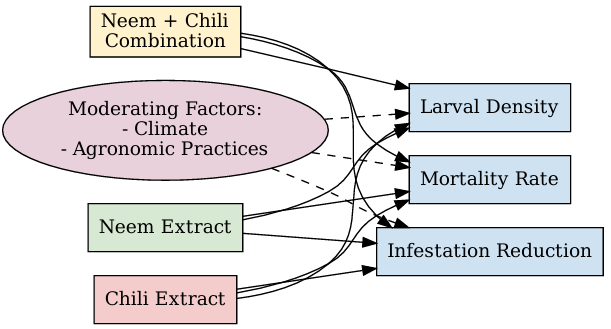 Neem + Chili
Combination
Moderating Factors:
- Climate
- Agronomic Practices
Neem Extract
Chili Extract
Larval Density
Mortality Rate
Infestation Reduction